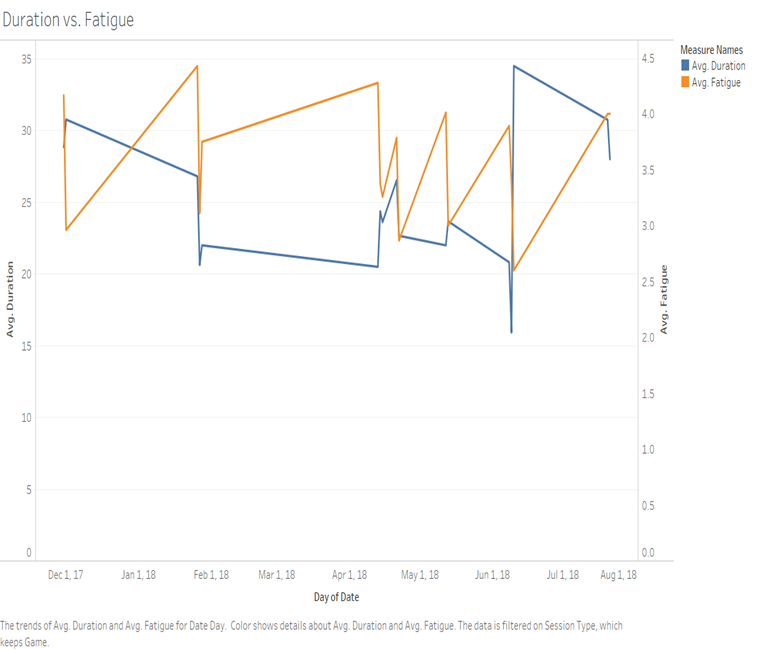 Duration vs. Fatigue
Measure Names
Avg. Duration
Avg. Fatigue
35
30
25
20
15
10
5
0
Avg. Duration
4.5
4.0
3.5
3.0
2.5
2.0
1.5
1.0
0.5
0.0
Avg. Fatigue
Dec 1, 17 Jan 1, 18 Feb 1, 18 Mar 1, 18 Apr 1, 18 May 1, 18 Jun 1, 18 Jul 1, 18 Aug 1, 18
Day of Date
The trends of Avg. Duration and Avg. Fatigue for Date Day. Color shows details about Avg. Duration and Avg. Fatigue. The data is filtered on Session Type, which
keeps Game.